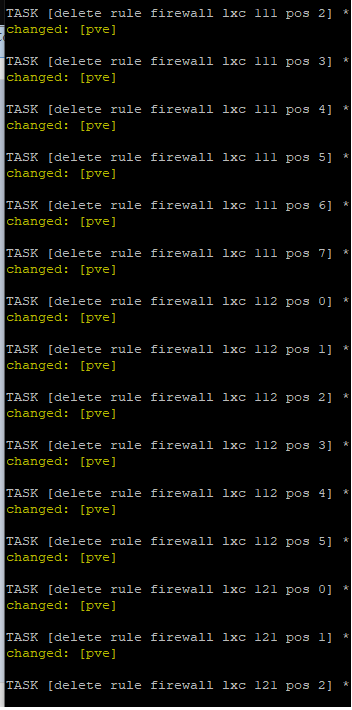 TASK [delete rule firewall lxc 111 pos 2] *
changed: [pve]
TASK [delete rule firewall lxc 111 pos 3] *
changed: [pve]
TASK [delete rule firewall lxc 111 pos 4] *
changed: [pve]
TASK [delete rule firewall lxc 111 pos 5] *
changed: [pve]
TASK [delete rule firewall lxc 111 pos 6] *
changed: [pve]
TASK [delete rule firewall lxc 111 pos 7] *
changed: [pve]
TASK [delete rule firewall lxc 112 pos 0] *
changed: [pve]
TASK [delete rule firewall lxc 112 pos 1] *
changed: [pve]
TASK [delete rule firewall lxc 112 pos 2] *
changed: [pve]
TASK [delete rule firewall lxc 112 pos 3] *
changed: [pve]
TASK [delete rule firewall lxc 112 pos 4] *
changed: [pve]
TASK [delete rule firewall lxc 112 pos 5] *
changed: [pve]
TASK [delete rule firewall lxc 121 pos 0] *
changed: [pve]
TASK [delete rule firewall lxc 121 pos 1] *
changed: [pve]
TASK [delete rule firewall lxc 121 pos 2] *